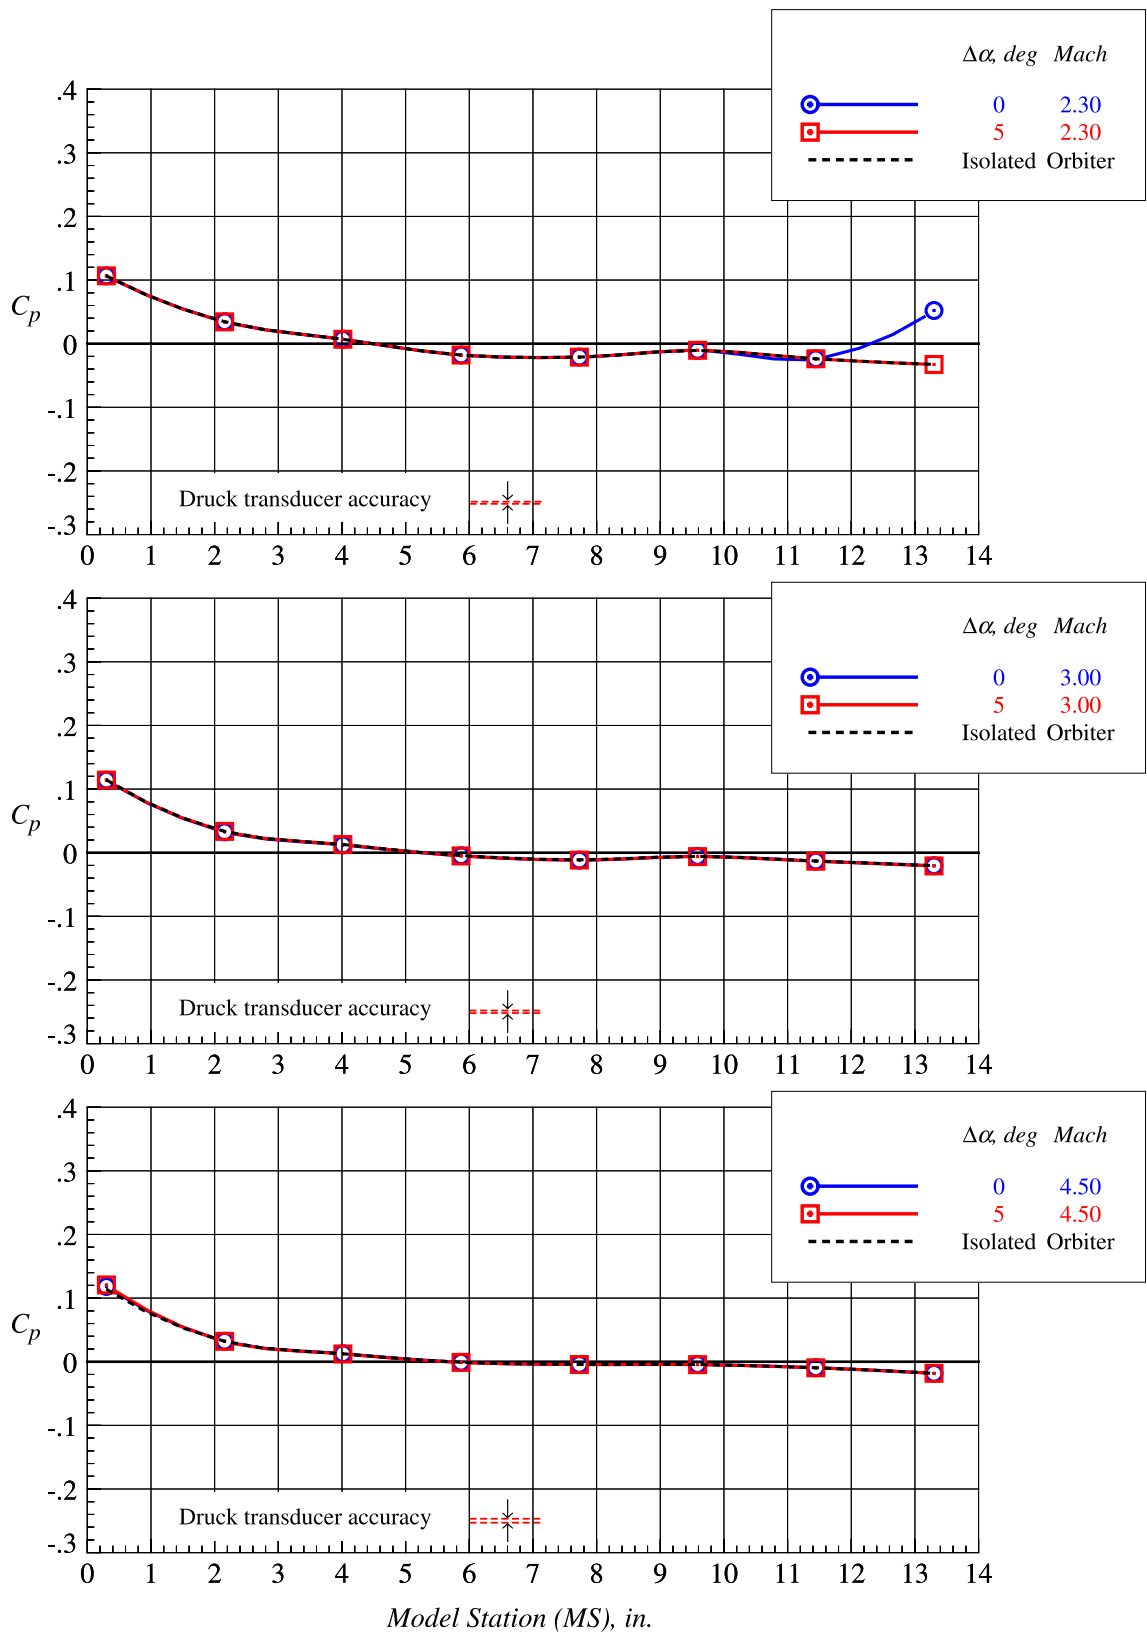 Δα, deg Mach
0 2.30
5 2.30
Isolated Orbiter
.4
.3
.2
.1
0
-.1
-.2
-.3
Cp
Druck transducer accuracy
0 1 2 3 4 5 6 7 8 9 10 11 12 13 14
Δα, deg Mach
0 3.00
5 3.00
Isolated Orbiter
.4
.3
.2
.1
0
-.1
-.2
-.3
Cp
Druck transducer accuracy
0 1 2 3 4 5 6 7 8 9 10 11 12 13 14
Δα, deg Mach
0 4.50
5 4.50
Isolated Orbiter
.4
.3
.2
.1
0
-.1
-.2
-.3
Cp
Druck transducer accuracy
0 1 2 3 4 5 6 7 8 9 10 11 12 13 14
Model Station (MS), in.